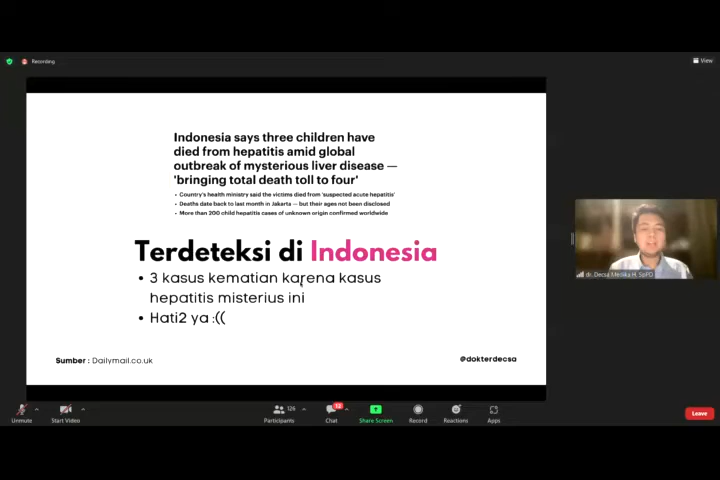 Recording
View
Indonesia says three children have
died from hepatitis amid global
outbreak of mysterious liver disease —
'bringing total death toll to four'
• Country's health ministry said the victims died from 'suspected acute hepatitis'
• Deaths date back to last month in Jakarta — but their ages not been disclosed
• More than 200 child hepatitis cases of unknown origin confirmed worldwide
Terdeteksi di Indonesia
• 3 kasus kematian karena kasus
hepatitis misterius ini
• Hati2 ya :((
Sumber : Dailymail.co.uk
@dokterdecsa
dr. Decsa Medika H, SpPD
Unmute
Start Video
Participants
126
Chat
Share Screen
Record
Reactions
Apps
Leave